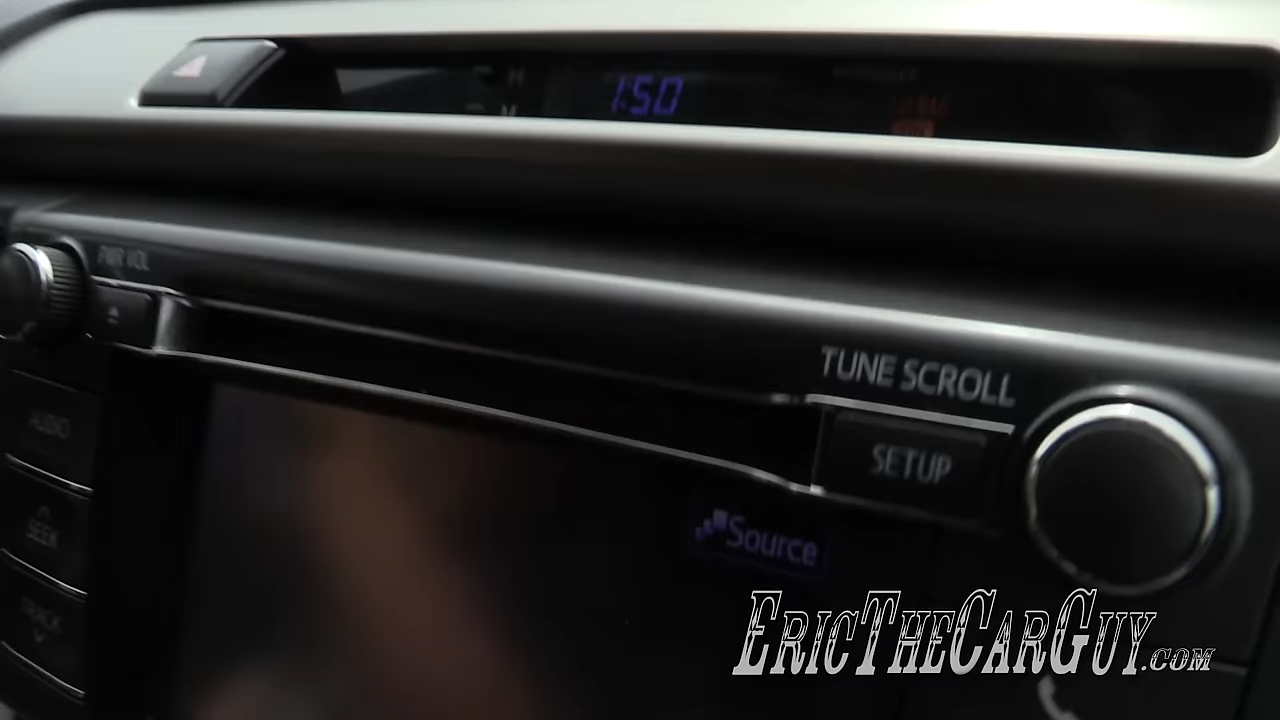 H
1:50
M
PWR VOL
TUNE SCROLL
AUDIO
SETUP
SEEK
Source
TRACK
ERICTHECARGUY.COM